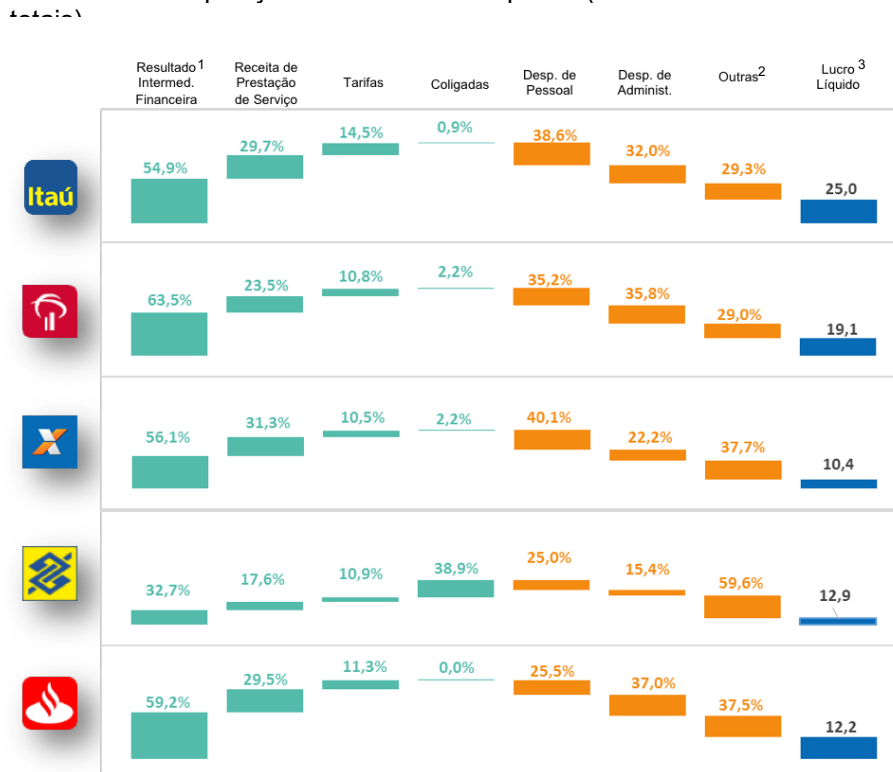 totais)
Resultado 1
Intermed.
Financeira
Receita de
Prestação
de Serviço
Tarifas
Coligadas
Desp. de
Pessoal
Desp. de
Administ.
Outras2
Lucro 3
Líquido
Itaú
54,9%
29,7%
14,5%
0,9%
38,6%
32,0%
29,3%
25,0
63,5%
23,5%
10,8%
2,2%
35,2%
35,8%
29,0%
19,1
56,1%
31,3%
10,5%
2,2%
40,1%
22,2%
37,7%
10,4
32,7%
17,6%
10,9%
38,9%
25,0%
15,4%
59,6%
12,9
59,2%
29,5%
11,3%
0,0%
25,5%
37,0%
37,5%
12,2